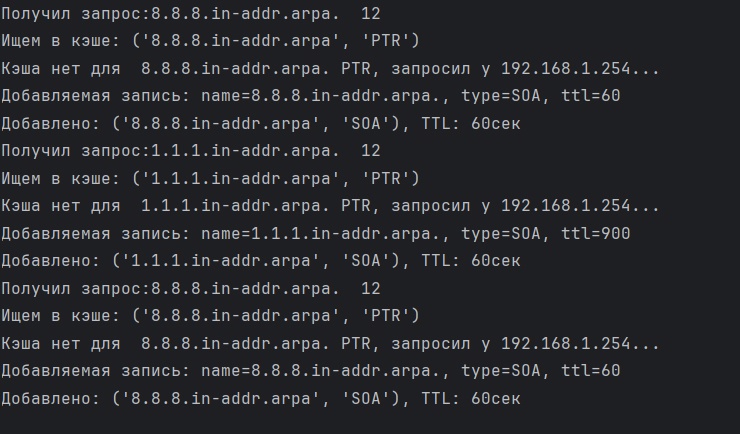 Получил запрос:8.8.8.in-addr.arpa.  12
Ищем в кэше: ('8.8.8.in-addr.arpa', 'PTR')
Кэша нет для  8.8.8.in-addr.arpa. PTR, запросил у 192.168.1.254...
Добавляемая запись: name=8.8.8.in-addr.arpa., type=SOA, ttl=60
Добавлено: ('8.8.8.in-addr.arpa', 'SOA'), TTL: 60сек
Получил запрос:1.1.1.in-addr.arpa.  12
Ищем в кэше: ('1.1.1.in-addr.arpa', 'PTR')
Кэша нет для  1.1.1.in-addr.arpa. PTR, запросил у 192.168.1.254...
Добавляемая запись: name=1.1.1.in-addr.arpa., type=SOA, ttl=900
Добавлено: ('1.1.1.in-addr.arpa', 'SOA'), TTL: 60сек
Получил запрос:8.8.8.in-addr.arpa.  12
Ищем в кэше: ('8.8.8.in-addr.arpa', 'PTR')
Кэша нет для  8.8.8.in-addr.arpa. PTR, запросил у 192.168.1.254...
Добавляемая запись: name=8.8.8.in-addr.arpa., type=SOA, ttl=60
Добавлено: ('8.8.8.in-addr.arpa', 'SOA'), TTL: 60сек